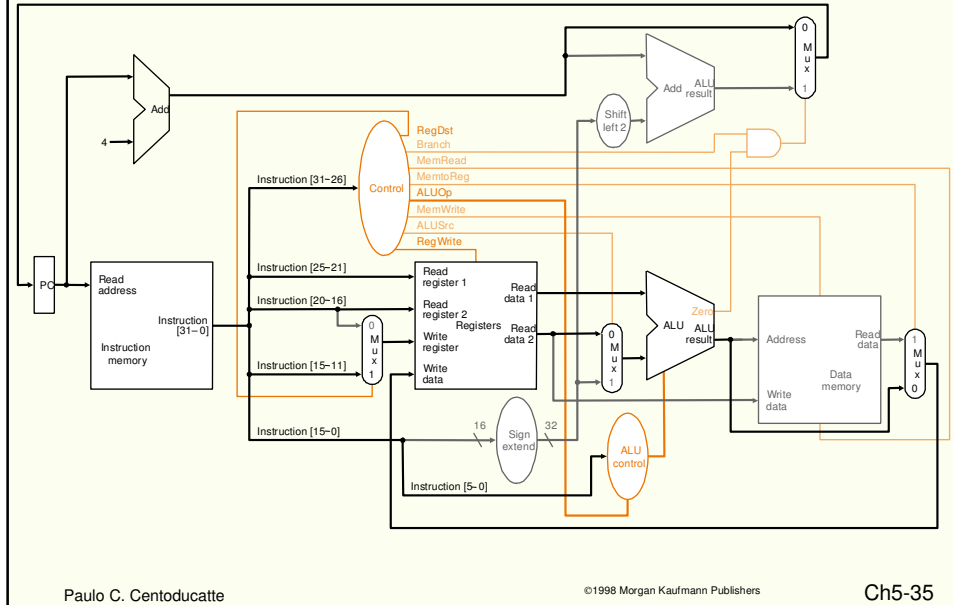 0
M
u
x
1
Add
ALU
result
Add
Shift
left 2
4
RegDst
Branch
MemRead
MemtoReg
ALUOp
MemWrite
ALUSrc
RegWrite
Control
Instruction [31–26]
Instruction [25–21]
Instruction [20–16]
Instruction [15–11]
Instruction [15–0]
Instruction [5–0]
PC
Read
address
Instruction
[31–0]
Instruction
memory
0
M
u
x
1
Read
register 1
Read
register 2
Registers
Write
register
Write
data
Read
data 1
Read
data 2
0
M
u
x
1
Zero
ALU
ALU
result
Address
Read
data
Data
memory
Write
data
1
M
u
x
0
16
Sign
extend
32
ALU
control
Paulo C. Centoducatte
©1998 Morgan Kaufmann Publishers
Ch5-35